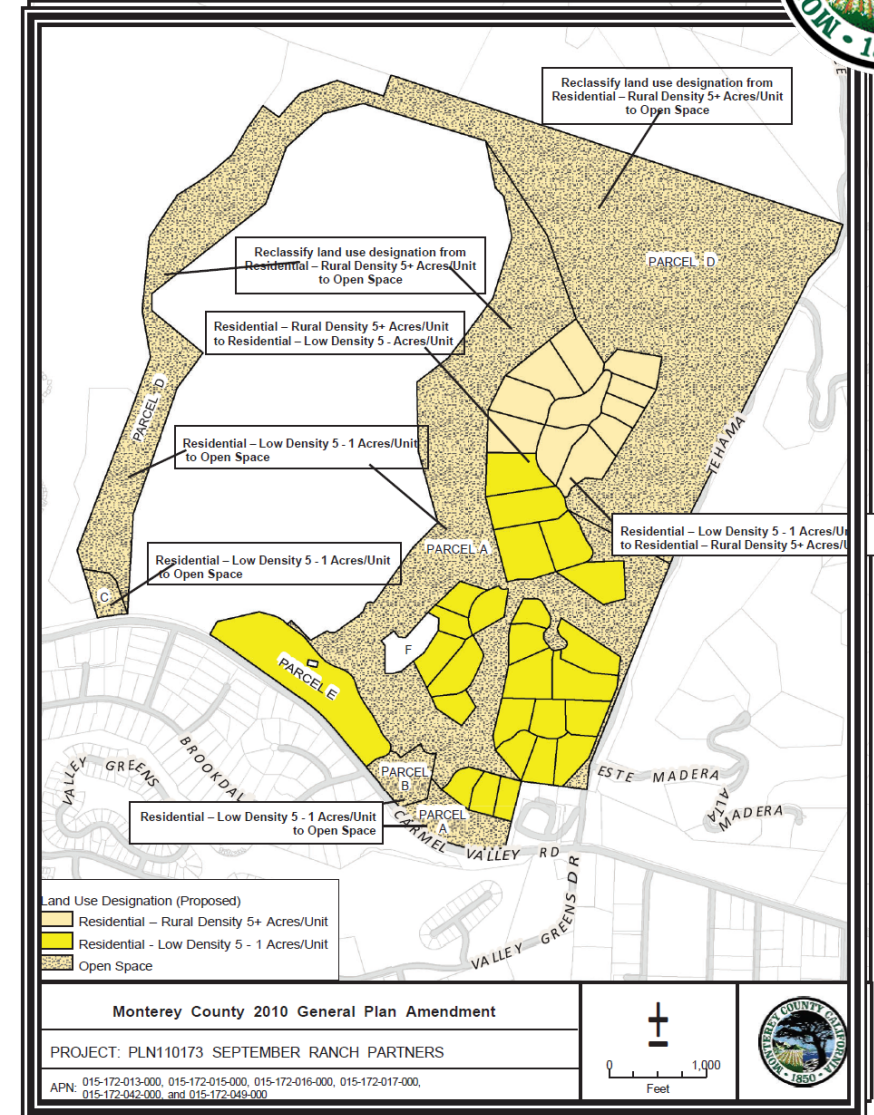 MO
• 18
Reclassify land use designation from
Residential – Rural Density 5+ Acres/Unit
to Open Space
PARCEL D
Reclassify land use designation from
Residential – Rural Density 5+ Acres/Unit
to Open Space
Residential – Rural Density 5+ Acres/Unit
to Residential – Low Density 5 - Acres/Unit
PARCEL D
TEHAMA
Residential – Low Density 5 - 1 Acres/Unit
to Open Space
Residential – Low Density 5 - 1 Acres/Un
to Residential – Rural Density 5+ Acres/U
PARCEL A
Residential – Low Density 5 - 1 Acres/Unit
to Open Space
C
F
PARCEL E
VALLEY GREENS
BROOKDAL
PARCEL
B
ESTE MADERA
ALTA
MADERA
Residential – Low Density 5 - 1 Acres/Unit
to Open Space
PARCEL
A
CARMEL VALLEY RD
VALLEY GREENS DR
Land Use Designation (Proposed)
Residential – Rural Density 5+ Acres/Unit
Residential - Low Density 5 - 1 Acres/Unit
Open Space
Monterey County 2010 General Plan Amendment
PROJECT: PLN110173 SEPTEMBER RANCH PARTNERS
APN: 015-172-013-000, 015-172-015-000, 015-172-016-000, 015-172-017-000,
015-172-042-000, and 015-172-049-000
0 1,000
Feet
MONTEREY COUNTY CALIFORNIA
• 1850 •